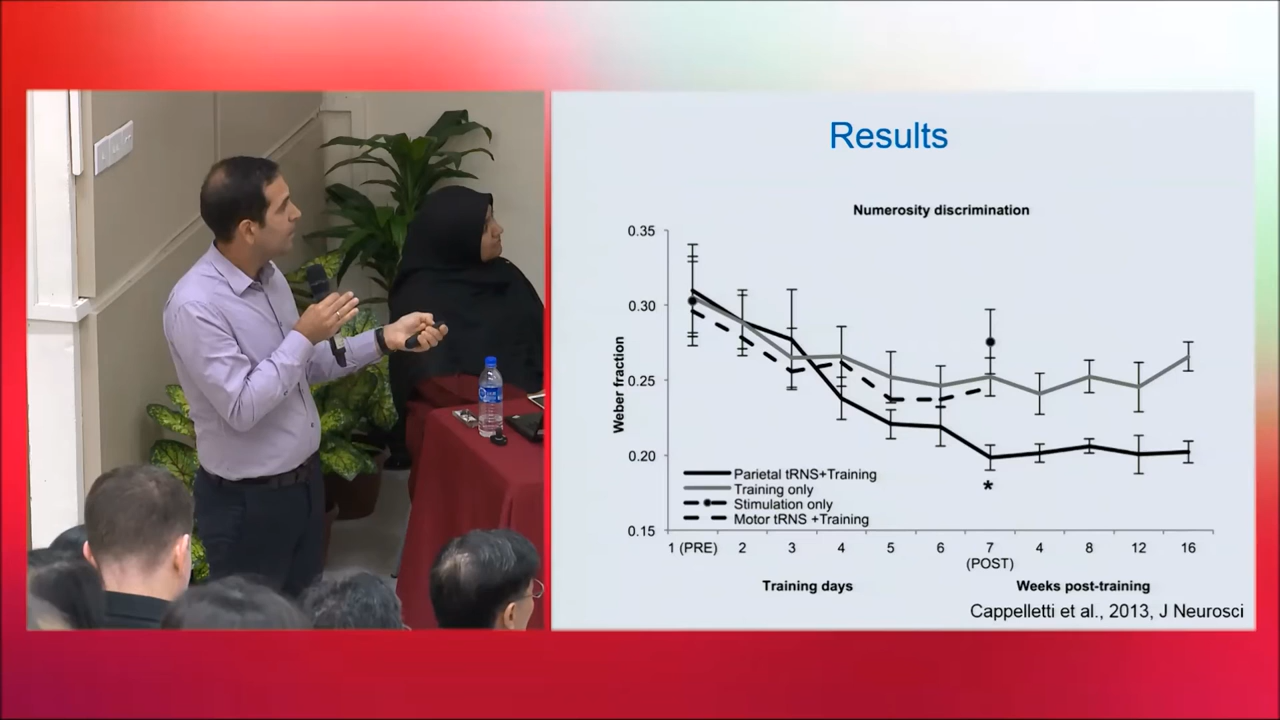 Results
Numerosity discrimination
0.35
0.30
0.25
0.20
0.15
Weber fraction
Parietal tRNS+Training
Training only
Stimulation only
Motor tRNS +Training
*
1 (PRE) 2 3 4 5 6 7 4 8 12 16
(POST)
Training days Weeks post-training
Cappelletti et al., 2013, J Neurosci